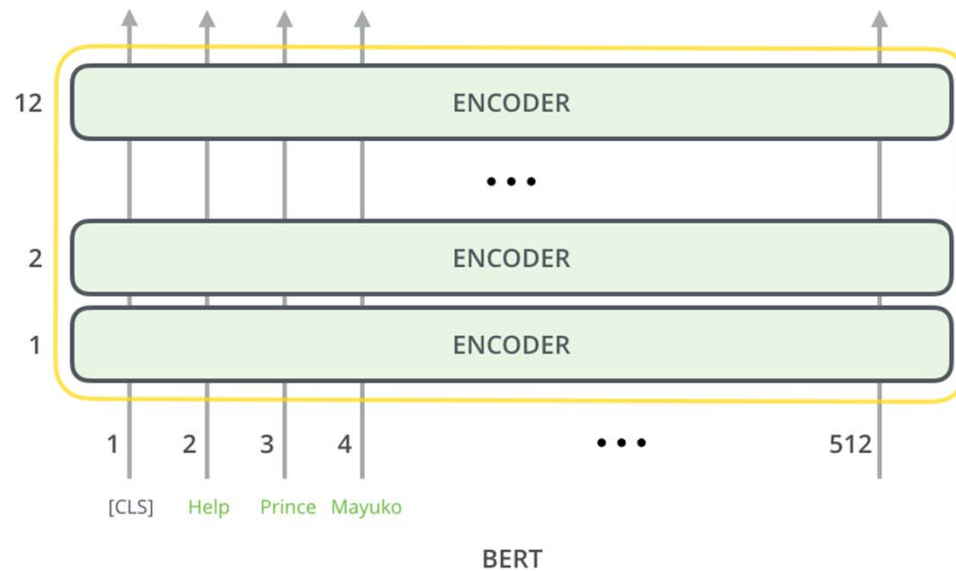 12 ENCODER
2 ENCODER
1 ENCODER
1 2 3 4 512
[CLS] Help Prince Mayuko
BERT